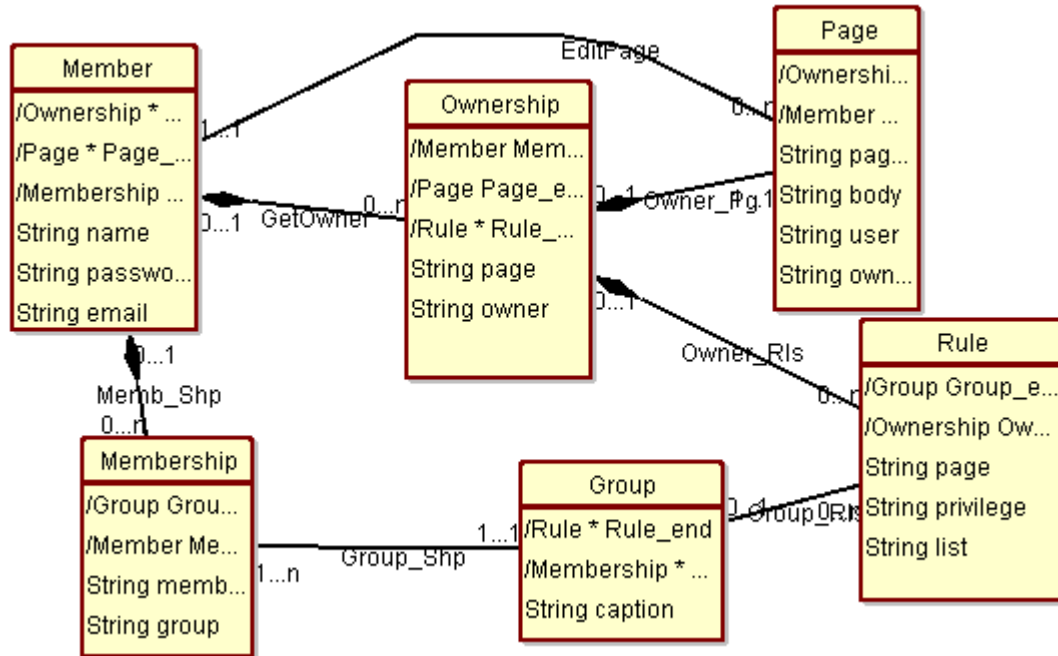 Member
/Ownership * ...
/Page * Page_...
/Membership ...
String name
String passwo...
String email
EditPage
1...1
0...n
Page
/Ownershi...
/Member ...
String pag...
String body
String user
String own...
Ownership
/Member Mem...
/Page Page_e...
/Rule * Rule_...
String page
String owner
0...1
GetOwner
0...n
0...1
Owner_Pg
0...1
Owner_Rls
0...n
Rule
/Group Group_e...
/Ownership Ow...
String page
String privilege
String list
0...1
Memb_Shp
0...n
Membership
/Group Grou...
/Member Me...
String memb...
String group
1...n
Group_Shp
1...1
Group
/Rule * Rule_end
/Membership * ...
String caption
0...1
Group_Rls